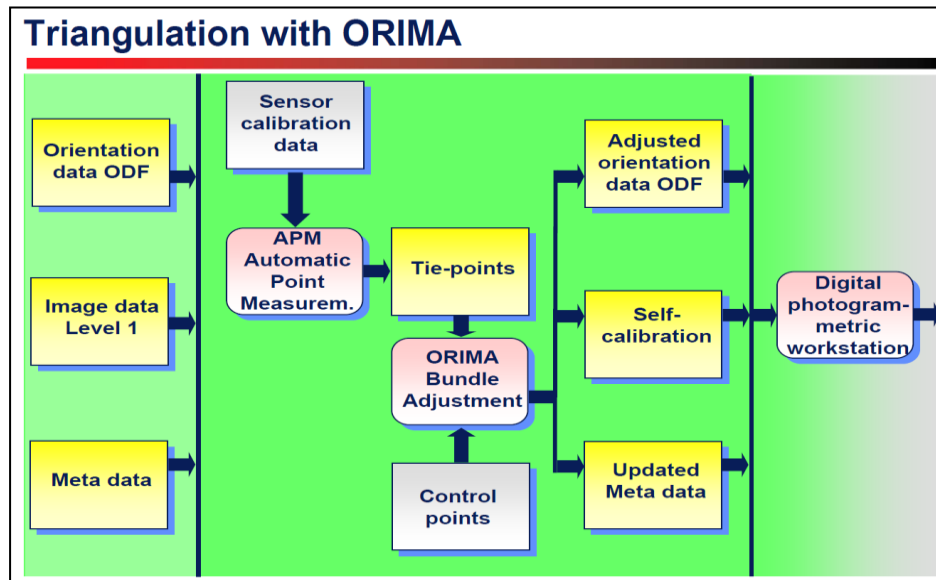 Triangulation with ORIMA
Orientation
data ODF
Image data
Level 1
Meta data
Sensor
calibration
data
APM
Automatic
Point
Measurem.
Tie-points
ORIMA
Bundle
Adjustment
Control
points
Adjusted
orientation
data ODF
Self-
calibration
Updated
Meta data
Digital
photogram-
metric
workstation